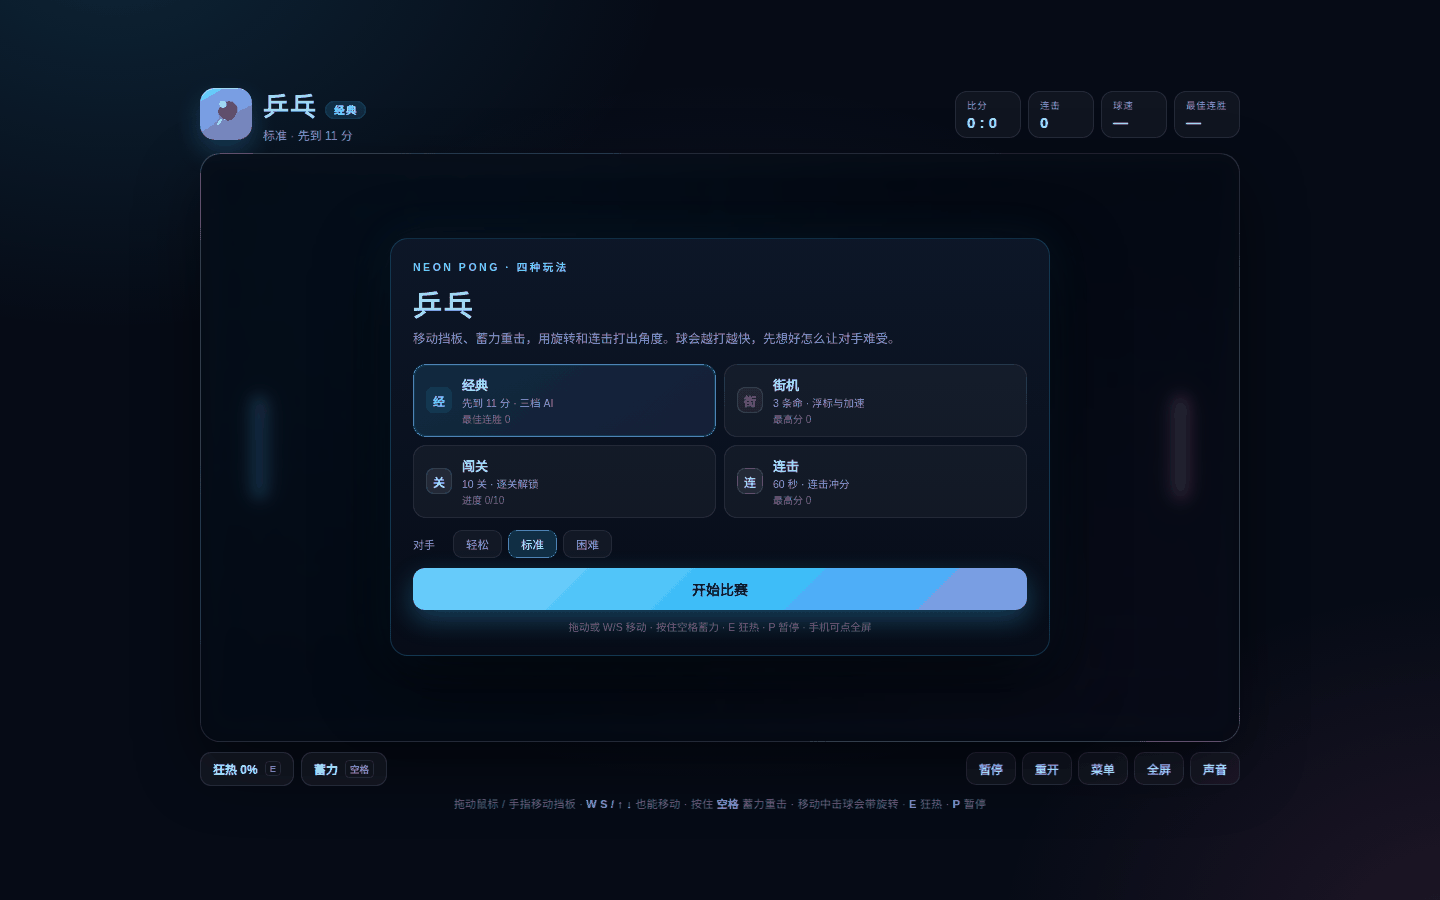 乒乓 经典
标准 · 先到 11 分
比分
0 : 0
连击
0
球速
—
最佳连胜
—
NEON PONG · 四种玩法
乒乓
移动挡板、蓄力重击，用旋转和连击打出角度。球会越打越快，先想好怎么让对手难受。
经
经典
先到 11 分 · 三档 AI
最佳连胜 0
街
街机
3 条命 · 浮标与加速
最高分 0
关
闯关
10 关 · 逐关解锁
进度 0/10
连
连击
60 秒 · 连击冲分
最高分 0
对手 轻松 标准 困难
开始比赛
拖动或 W/S 移动 · 按住空格蓄力 · E 狂热 · P 暂停 · 手机可点全屏
狂热 0% E 蓄力 空格 暂停 重开 菜单 全屏 声音
拖动鼠标 / 手指移动挡板 · W S / ↑ ↓ 也能移动 · 按住 空格 蓄力重击 · 移动中击球会带旋转 · E 狂热 · P 暂停